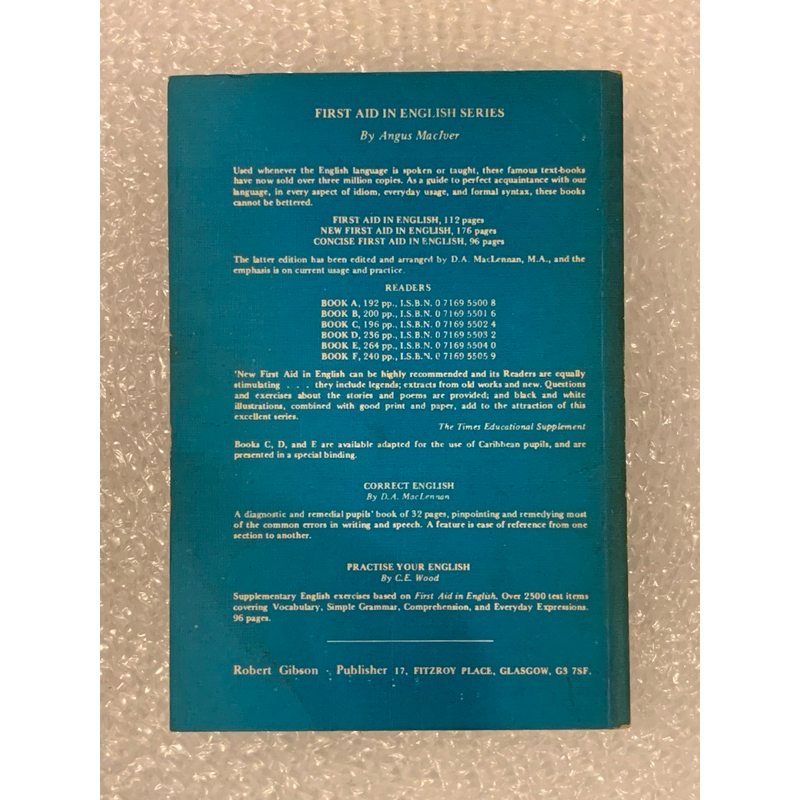 FIRST AID IN ENGLISH SERIES
By Angus MacIver
Used whenever the English language is spoken or taught, these famous text-books
have now sold over three million copies. As a guide to perfect acquaintance with our
language, in every aspect of idiom, everyday usage, and formal syntax, these books
cannot be bettered.
FIRST AID IN ENGLISH, 112 pages
NEW FIRST AID IN ENGLISH, 176 pages
CONCISE FIRST AID IN ENGLISH, 96 pages
The latter edition has been edited and arranged by D.A. MacLennan, M.A., and the
emphasis is on current usage and practice.
READERS
BOOK A, 192 pp., I.S.B.N. 0 7169 5500 8
BOOK B, 200 pp., I.S.B.N. 0 7169 5501 6
BOOK C, 196 pp., I.S.B.N. 0 7169 5502 4
BOOK D, 236 pp., I.S.B.N. 0 7169 5503 2
BOOK E, 264 pp., I.S.B.N. 0 7169 5504 0
BOOK F, 240 pp., I.S.B.N. 0 7169 5505 9
'New First Aid in English can be highly recommended and its Readers are equally
stimulating . . . they include legends; extracts from old works and new. Questions
and exercises about the stories and poems are provided; and black and white
illustrations, combined with good print and paper, add to the attraction of this
excellent series.
The Times Educational Supplement
Books C, D, and E are available adapted for the use of Caribbean pupils, and are
presented in a special binding.
CORRECT ENGLISH
By D.A. MacLennan
A diagnostic and remedial pupils' book of 32 pages, pinpointing and remedying most
of the common errors in writing and speech. A feature is ease of reference from one
section to another.
PRACTISE YOUR ENGLISH
By C.E. Wood
Supplementary English exercises based on First Aid in English. Over 2500 test items
covering Vocabulary, Simple Grammar, Comprehension, and Everyday Expressions.
96 pages.
Robert Gibson · Publisher 17, FITZROY PLACE, GLASGOW, G3 7SF.